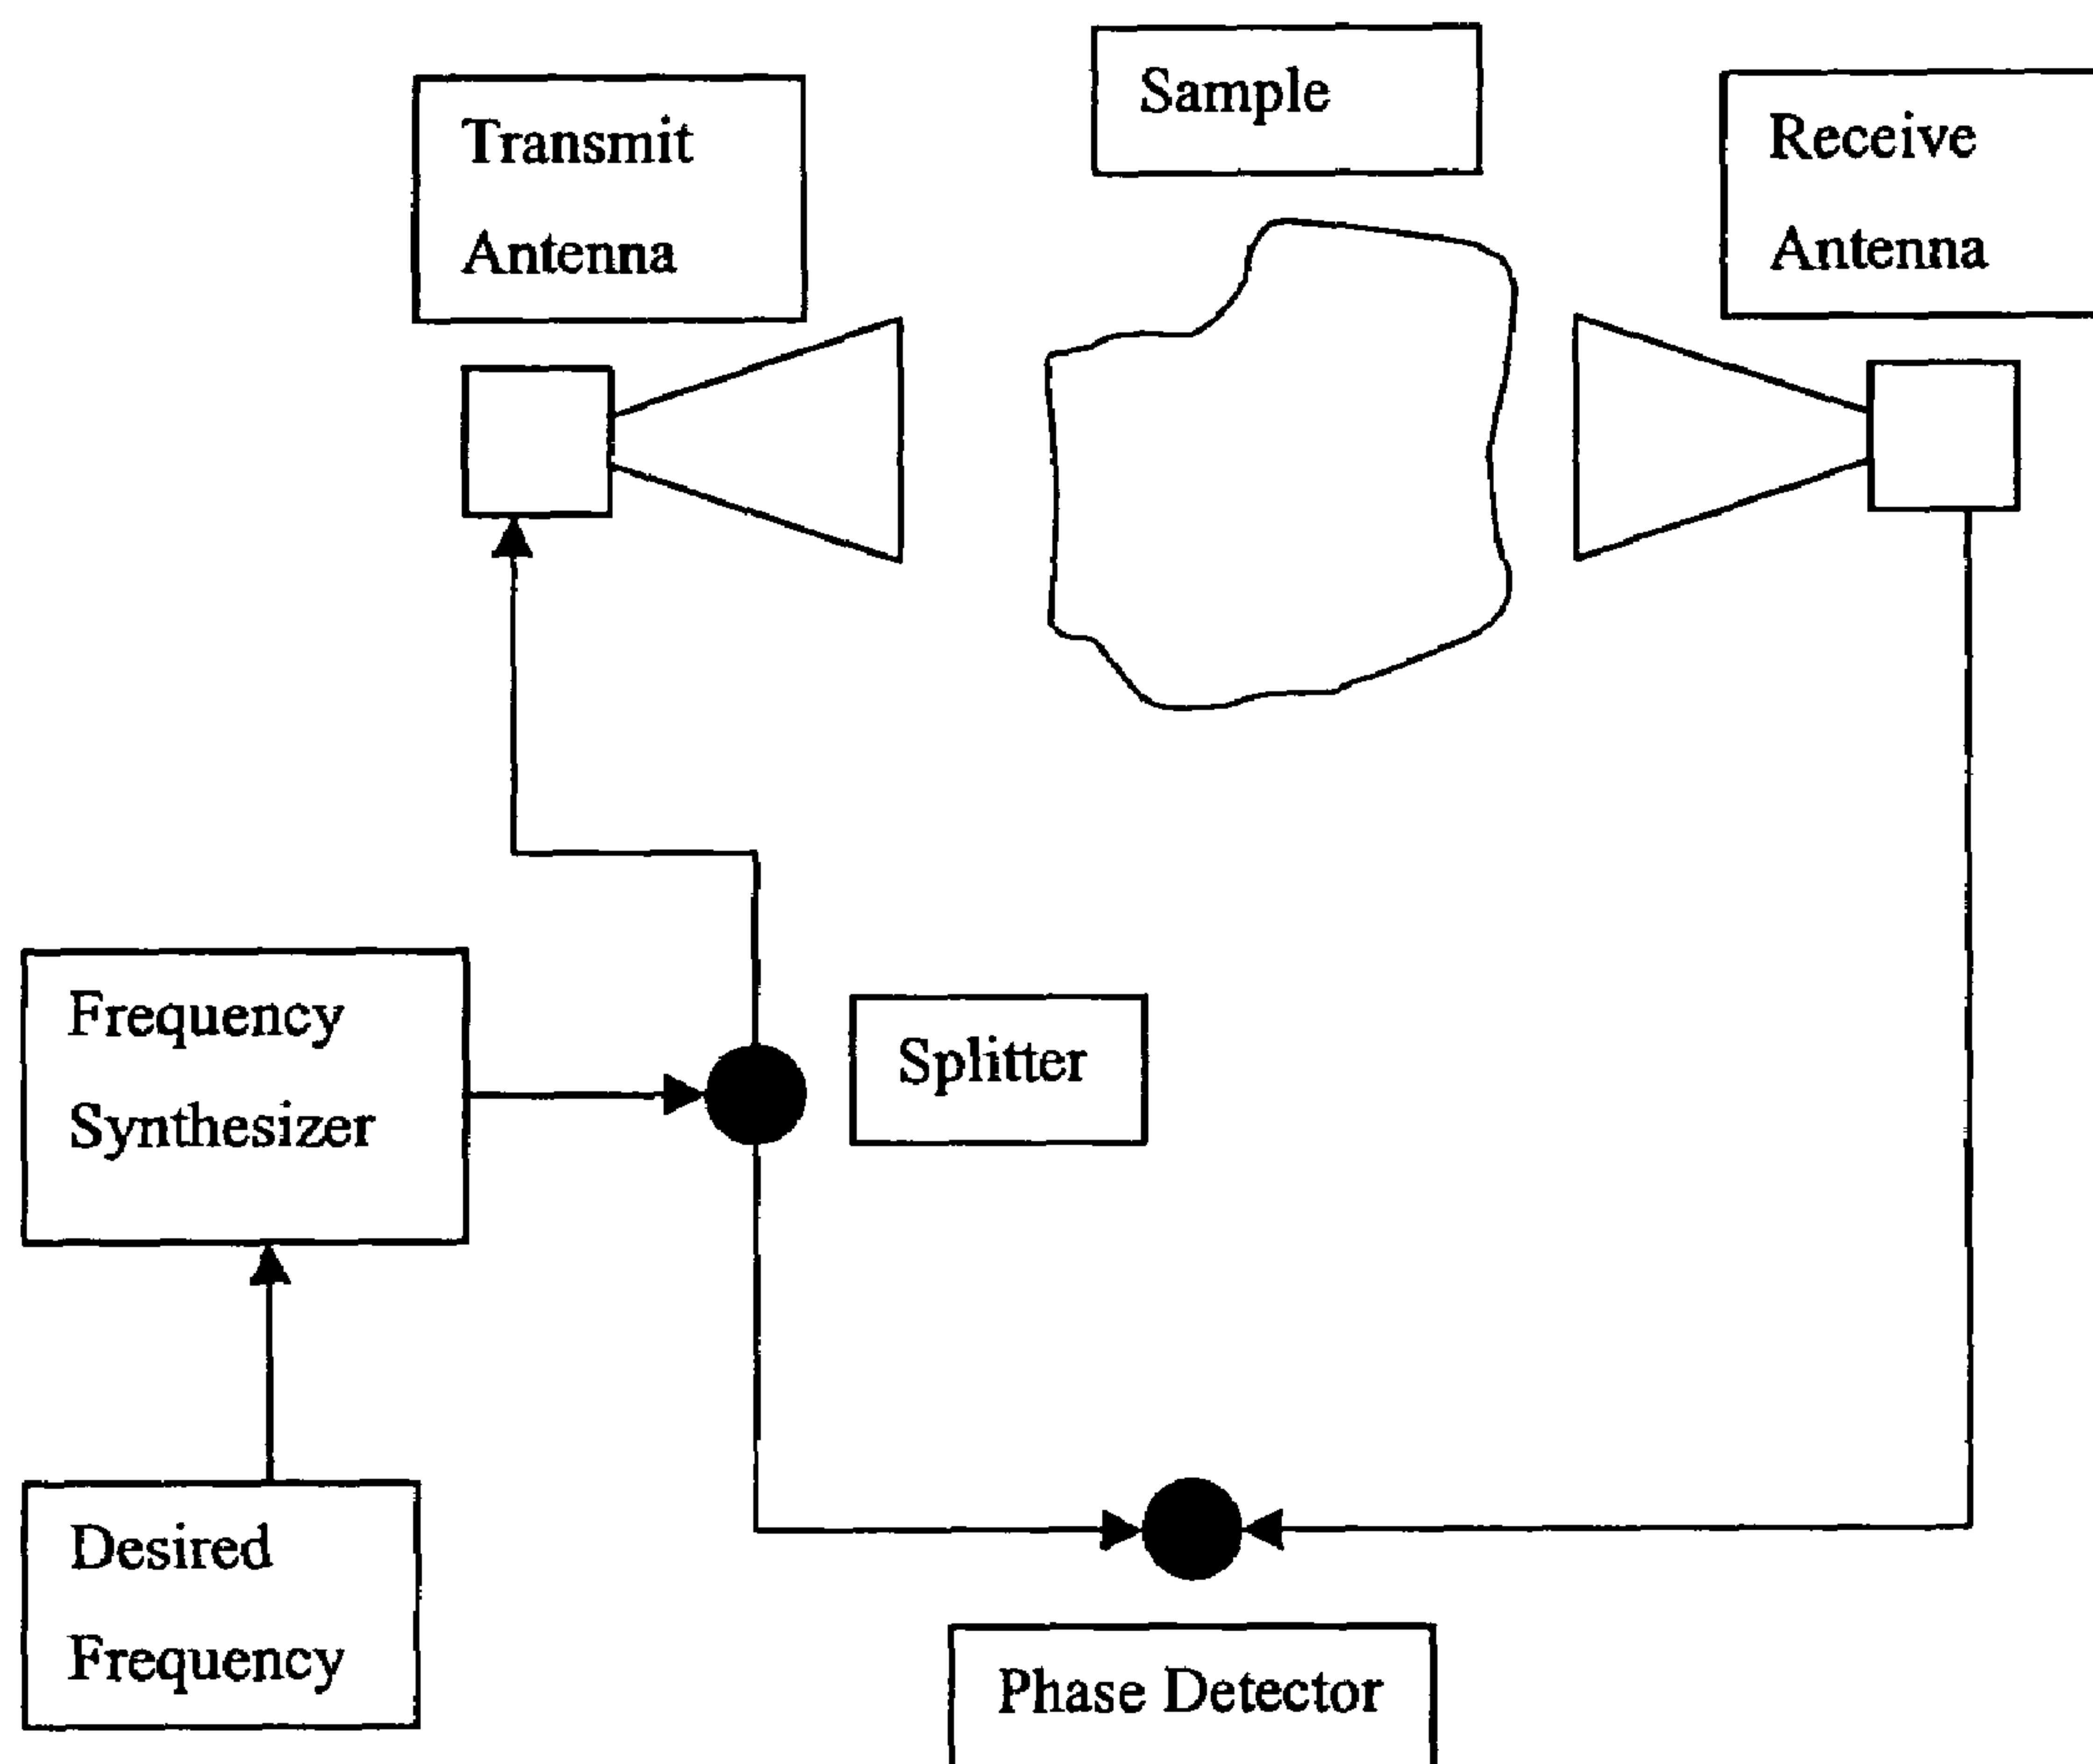 Sample
Transmit
Antenna
Receive
Antenna
Frequency
Synthesizer
Splitter
Desired
Frequency
Phase Detector